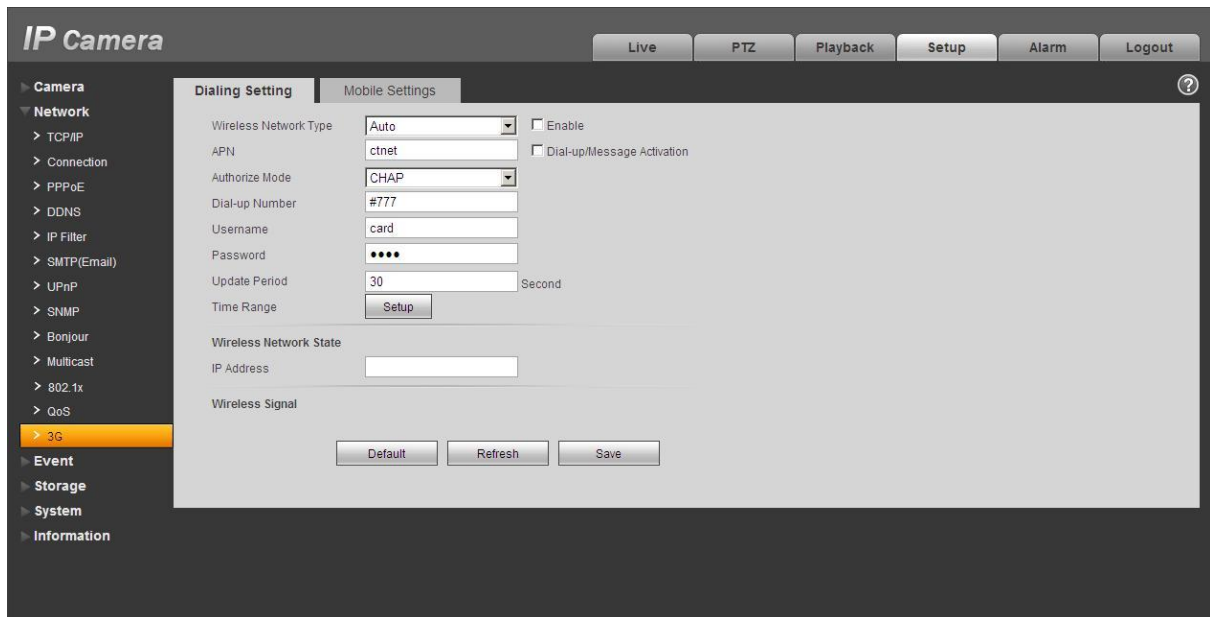 IP Camera
Live PTZ Playback Setup Alarm Logout
Camera
Network
> TCP/IP
> Connection
> PPPoE
> DDNS
> IP Filter
> SMTP(Email)
> UPnP
> SNMP
> Bonjour
> Multicast
> 802.1x
> QoS
> 3G
Event
Storage
System
Information
Dialing Setting Mobile Settings ?
Wireless Network Type Auto Enable
APN ctnet Dial-up/Message Activation
Authorize Mode CHAP
Dial-up Number #777
Username card
Password ••••
Update Period 30 Second
Time Range Setup
Wireless Network State
IP Address
Wireless Signal
Default Refresh Save